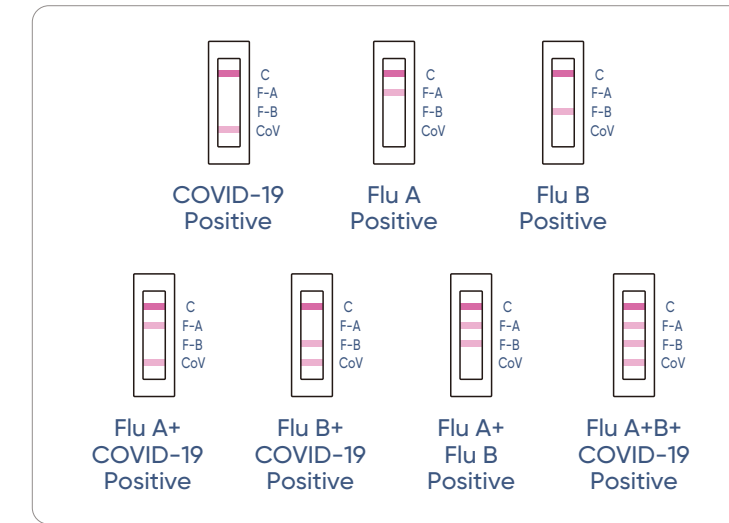 C
F-A
F-B
CoV
COVID-19
Positive
C
F-A
F-B
CoV
Flu A
Positive
C
F-A
F-B
CoV
Flu B
Positive
C
F-A
F-B
CoV
Flu A+
COVID-19
Positive
C
F-A
F-B
CoV
Flu B+
COVID-19
Positive
C
F-A
F-B
CoV
Flu A+
Flu B
Positive
C
F-A
F-B
CoV
Flu A+B+
COVID-19
Positive